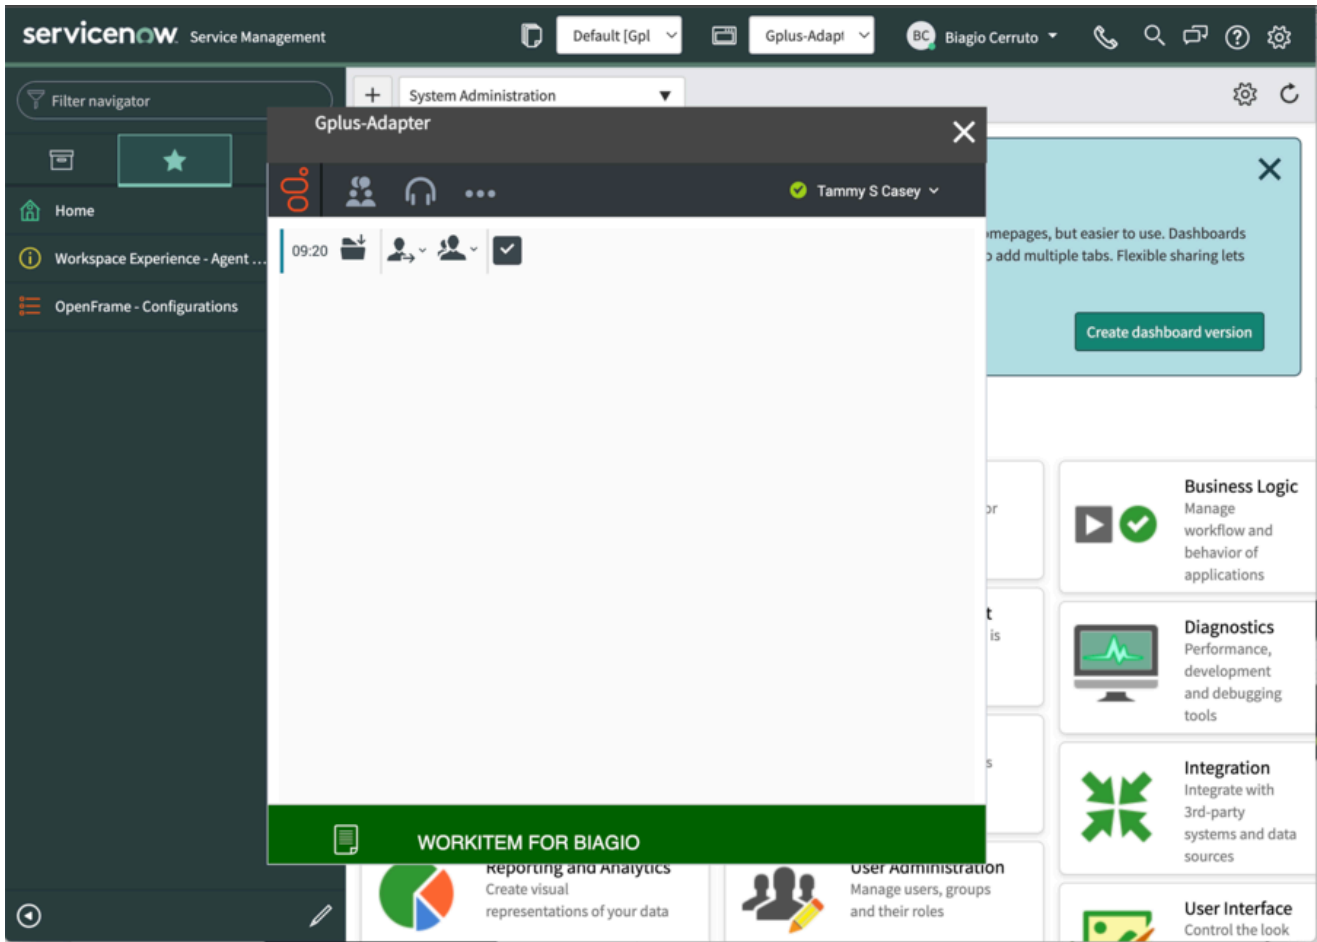 servicenow. Service Management
Default [Gpl
Gplus-Adapt
BC Biagio Cerruto
Filter navigator
System Administration
Gplus-Adapter
Tammy S Casey
Home
Workspace Experience - Agent ...
OpenFrame - Configurations
09:20
omepages, but easier to use. Dashboards
o add multiple tabs. Flexible sharing lets
Create dashboard version
or
Business Logic
Manage
workflow and
behavior of
applications
t
is
Diagnostics
Performance,
development
and debugging
tools
s
Integration
Integrate with
3rd-party
systems and data
sources
WORKITEM FOR BIAGIO
Reporting and Analytics
Create visual
representations of your data
User Administration
Manage users, groups
and their roles
User Interface
Control the look